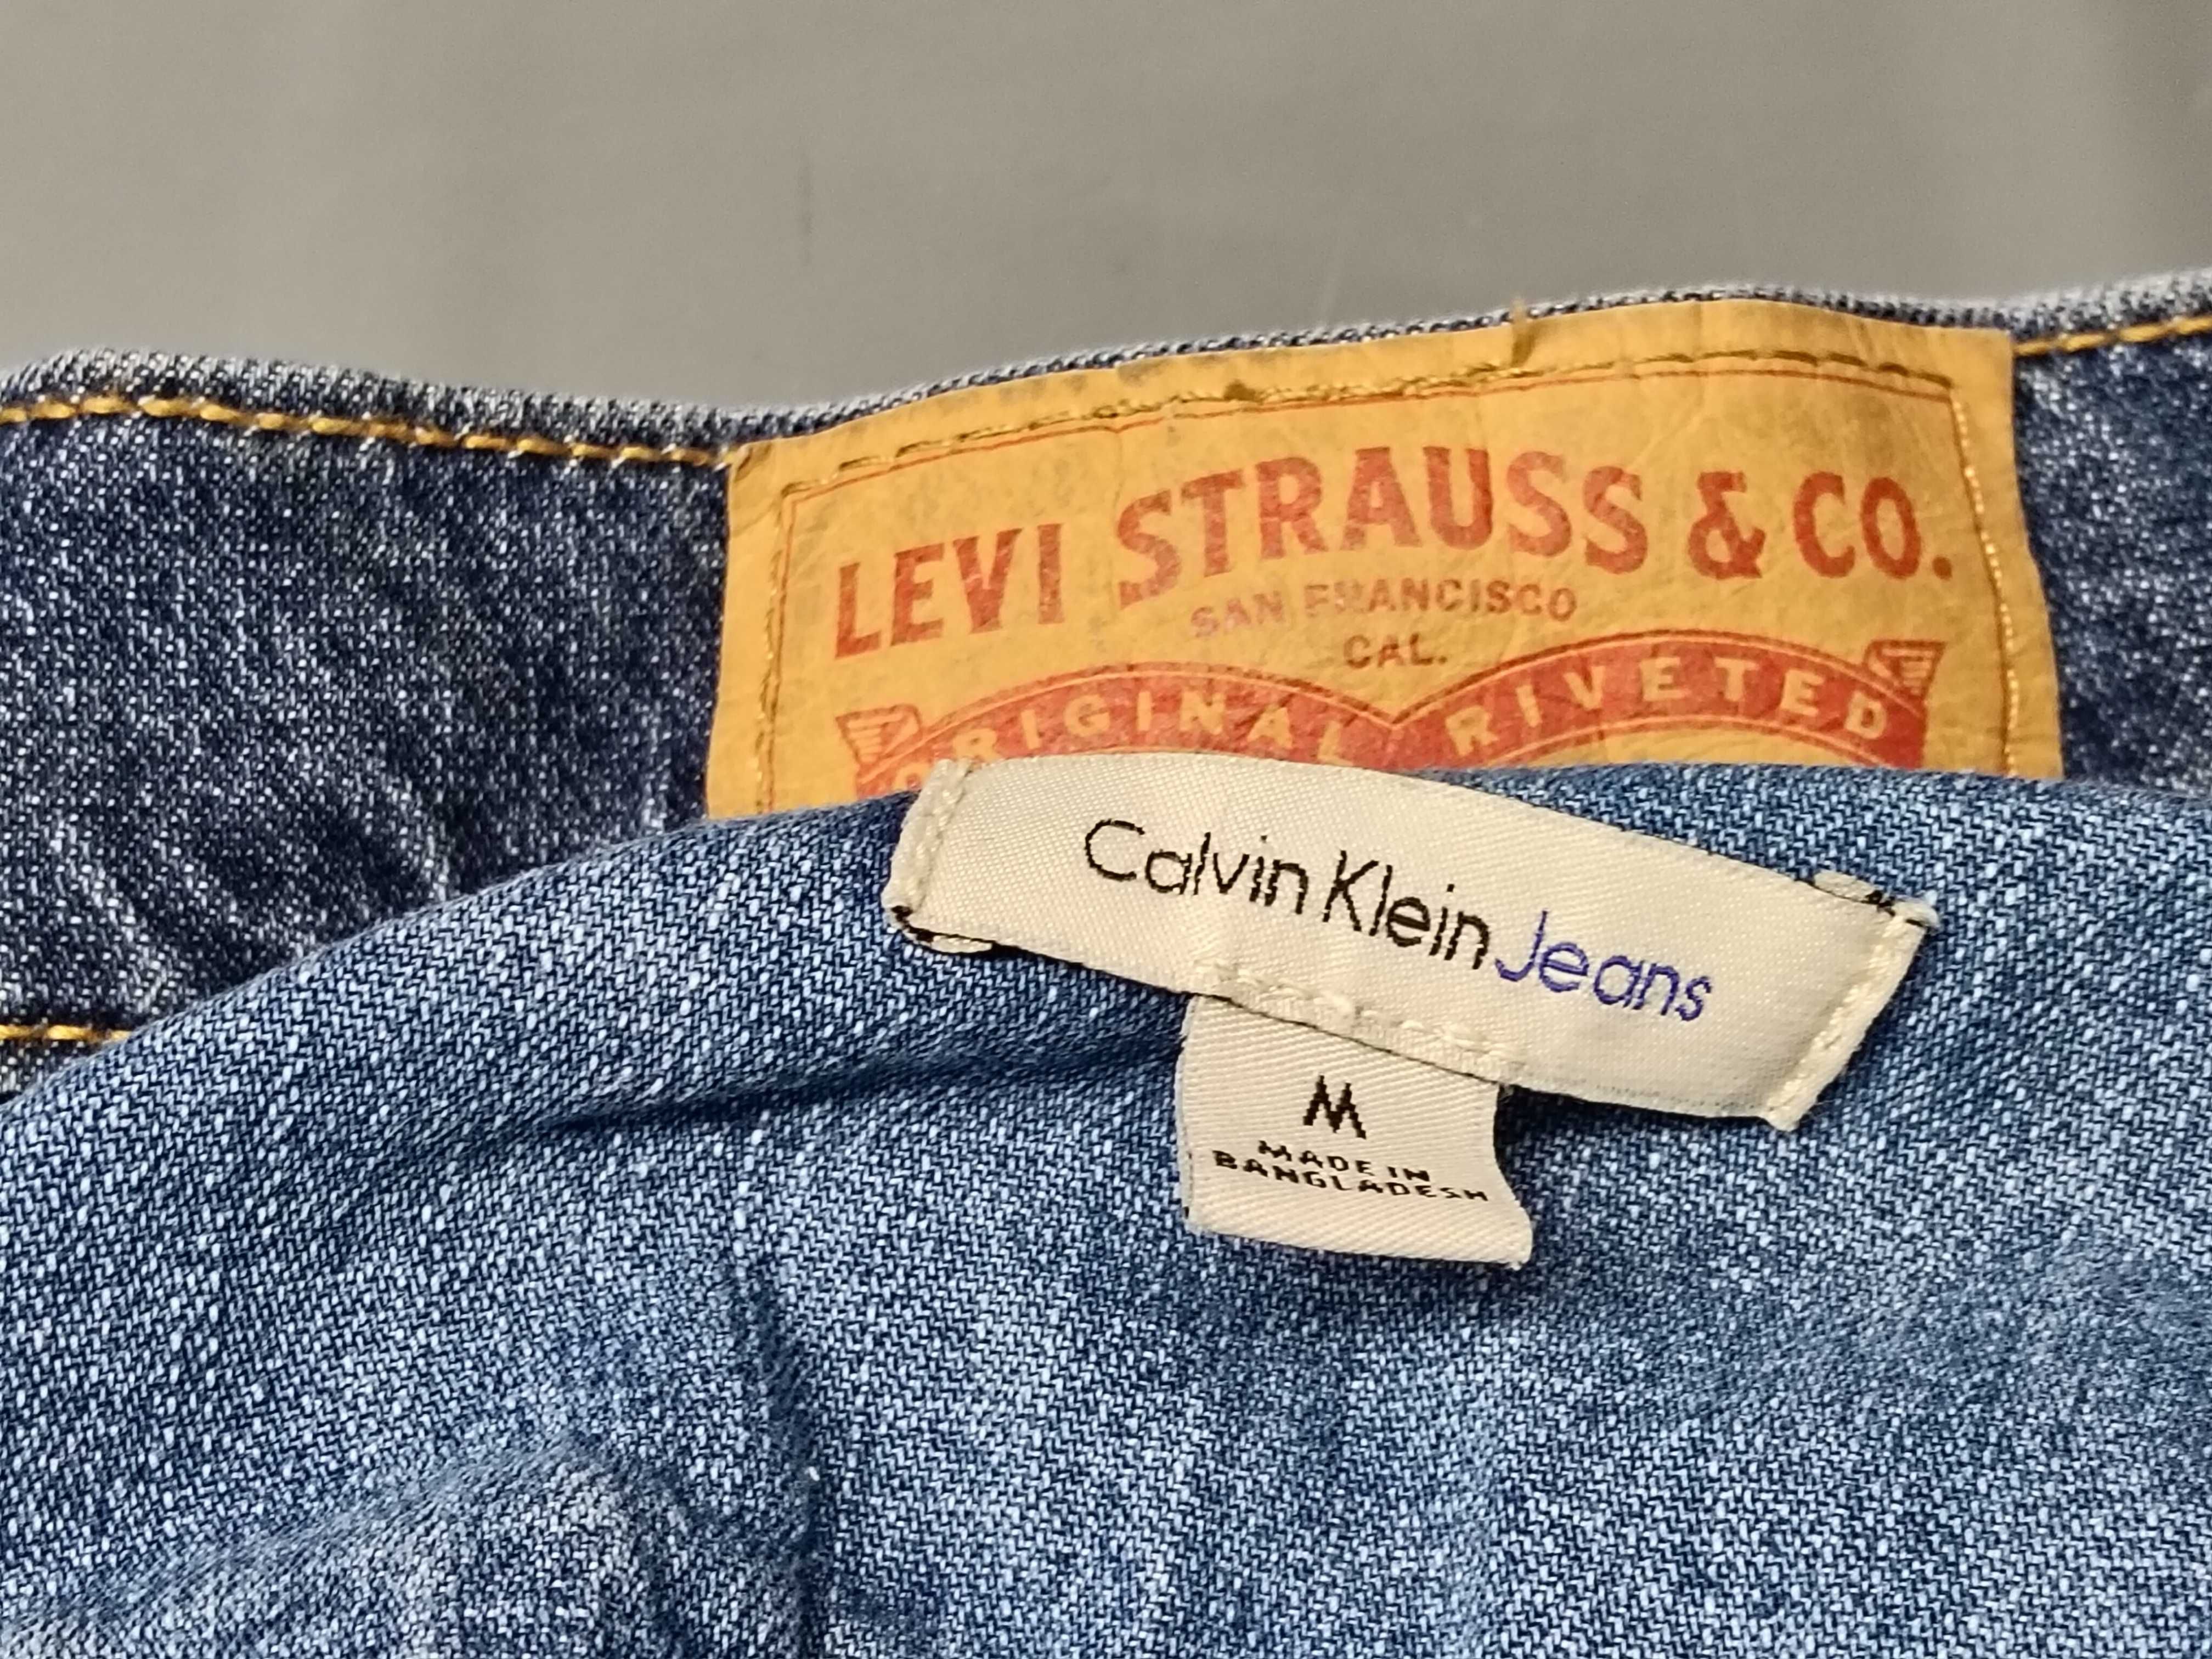 LEVI STRAUSS & CO.
SAN FRANCISCO
CAL.
ORIGINAL RIVETED
Calvin Klein Jeans
M
MADE IN
BANGLADESH